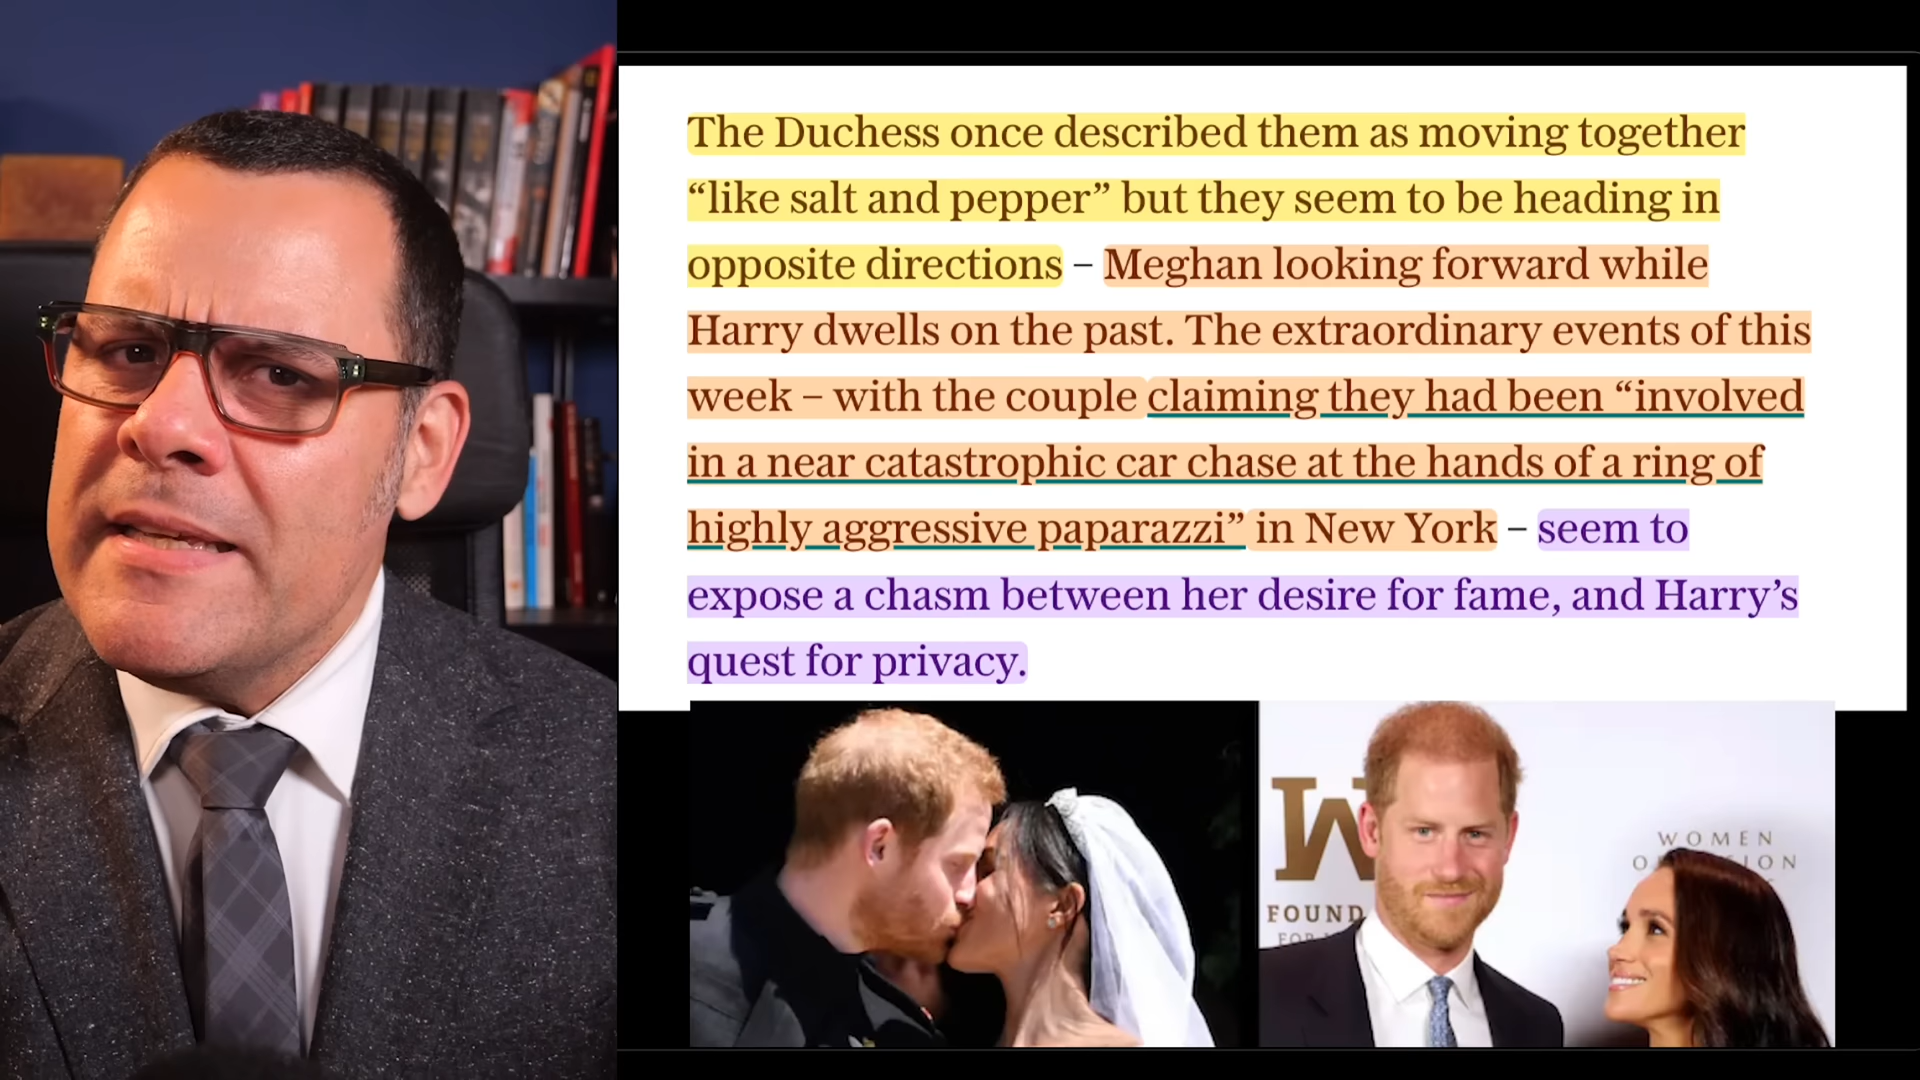 The Duchess once described them as moving together
“like salt and pepper” but they seem to be heading in
opposite directions – Meghan looking forward while
Harry dwells on the past. The extraordinary events of this
week – with the couple claiming they had been “involved
in a near catastrophic car chase at the hands of a ring of
highly aggressive paparazzi” in New York – seem to
expose a chasm between her desire for fame, and Harry’s
quest for privacy.
W
FOUND
FOR
WOMEN